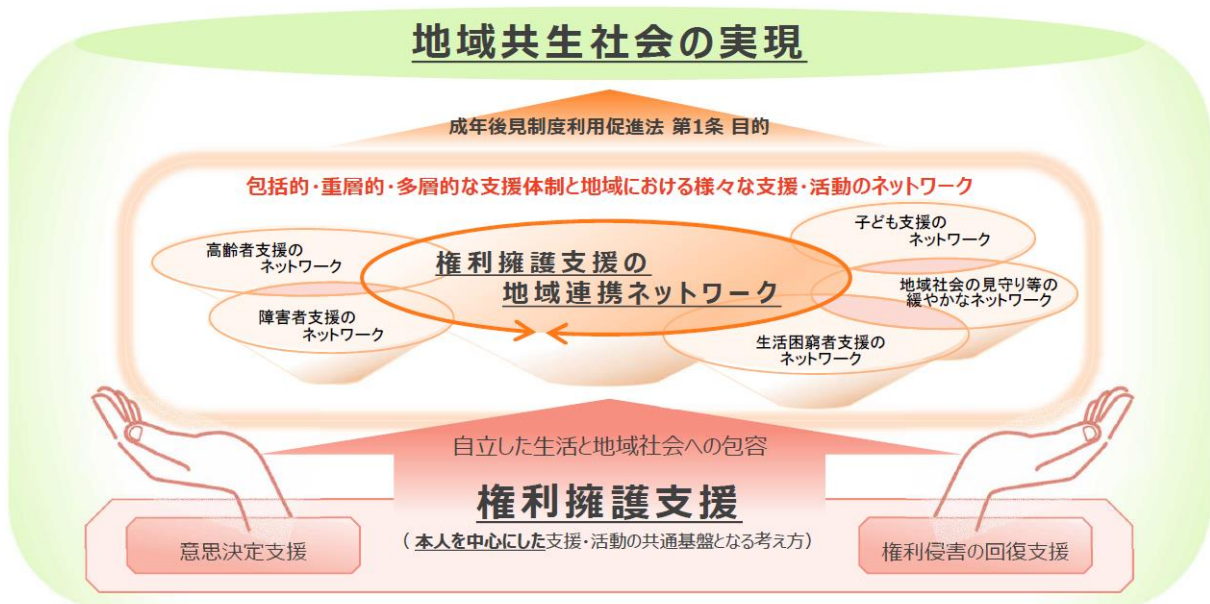 地域共生社会の実現
成年後見制度利用促進法 第1条 目的
包括的・重層的・多層的な支援体制と地域における様々な支援・活動のネットワーク
高齢者支援の
ネットワーク
障害者支援の
ネットワーク
権利擁護支援の
地域連携ネットワーク
子ども支援の
ネットワーク
地域社会の見守り等の
緩やかなネットワーク
生活困窮者支援の
ネットワーク
自立した生活と地域社会への包容
権利擁護支援
（本人を中心にした支援・活動の共通基盤となる考え方）
意思決定支援
権利侵害の回復支援